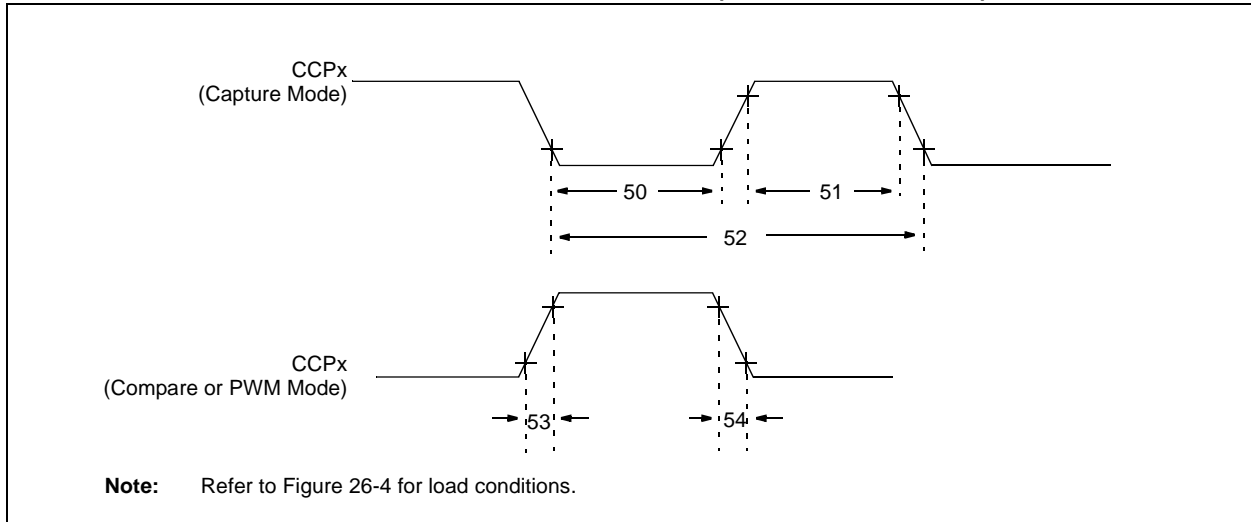 CCPx
(Capture Mode)
50
51
52
CCPx
(Compare or PWM Mode)
53
54
Note: Refer to Figure 26-4 for load conditions.